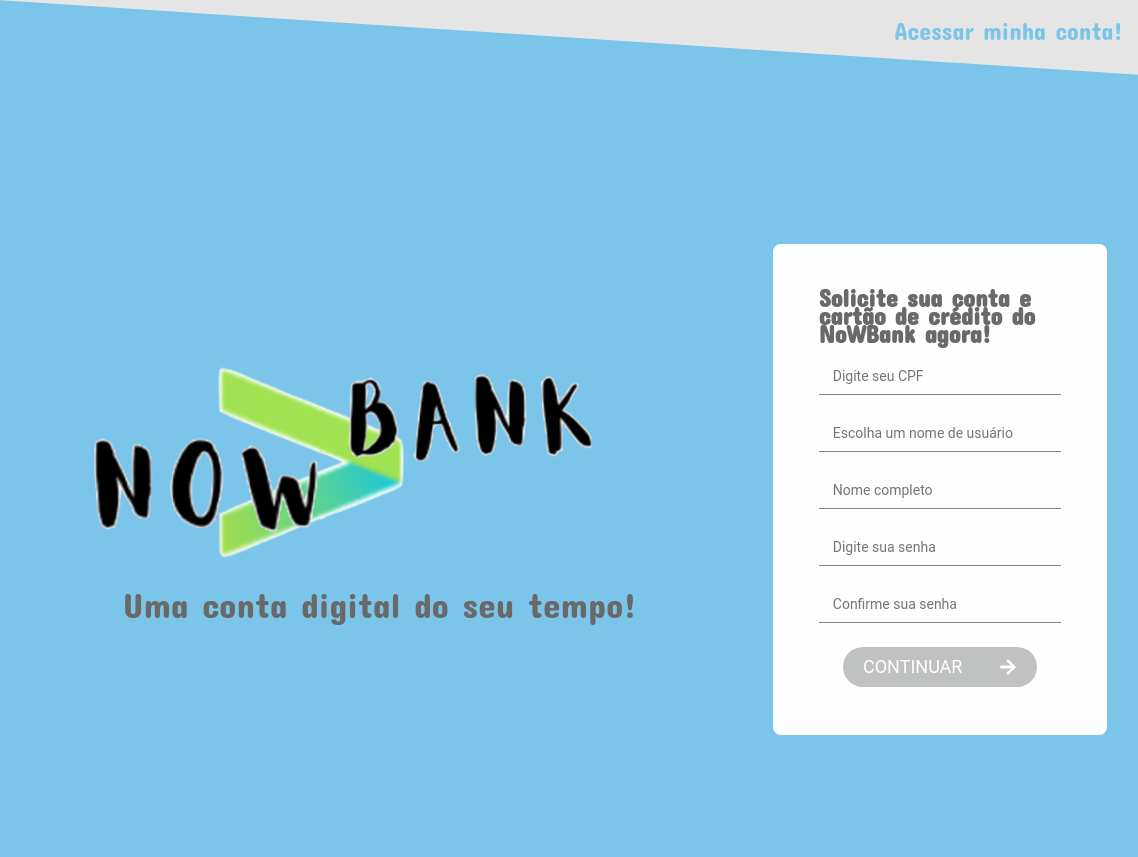 Acessar minha conta!
NOW BANK
Uma conta digital do seu tempo!
Solicite sua conta e
cartão de crédito do
NoWBank agora!
Digite seu CPF
Escolha um nome de usuário
Nome completo
Digite sua senha
Confirme sua senha
CONTINUAR